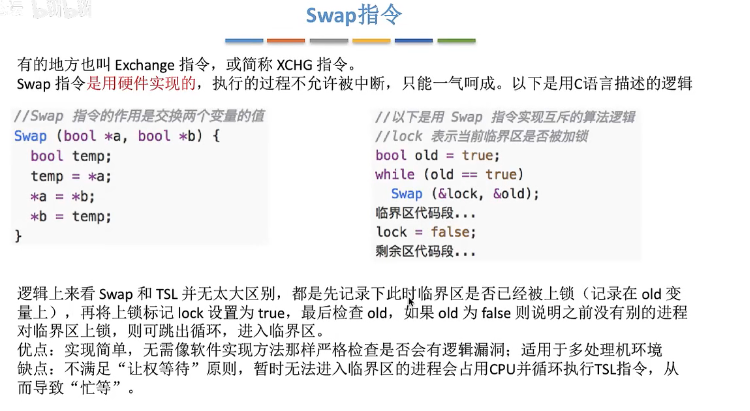 Swap指令
有的地方也叫 Exchange 指令，或简称 XCHG 指令。
Swap 指令是用硬件实现的，执行的过程不允许被中断，只能一气呵成。以下是用C语言描述的逻辑
//Swap 指令的作用是交换两个变量的值
Swap (bool *a, bool *b) {
bool temp;
temp = *a;
*a = *b;
*b = temp;
}
//以下是用 Swap 指令实现互斥的算法逻辑
//lock 表示当前临界区是否被加锁
bool old = true;
while (old == true)
Swap (&lock, &old);
临界区代码段...
lock = false;
剩余区代码段...
逻辑上来看 Swap 和 TSL 并无太大区别，都是先记录下此时临界区是否已经被上锁（记录在 old 变
量上），再将上锁标记 lock 设置为 true，最后检查 old，如果 old 为 false 则说明之前没有别的进程
对临界区上锁，则可跳出循环，进入临界区。
优点：实现简单，无需像软件实现方法那样严格检查是否会有逻辑漏洞；适用于多处理机环境
缺点：不满足“让权等待”原则，暂时无法进入临界区的进程会占用CPU并循环执行TSL指令，从
而导致“忙等”。